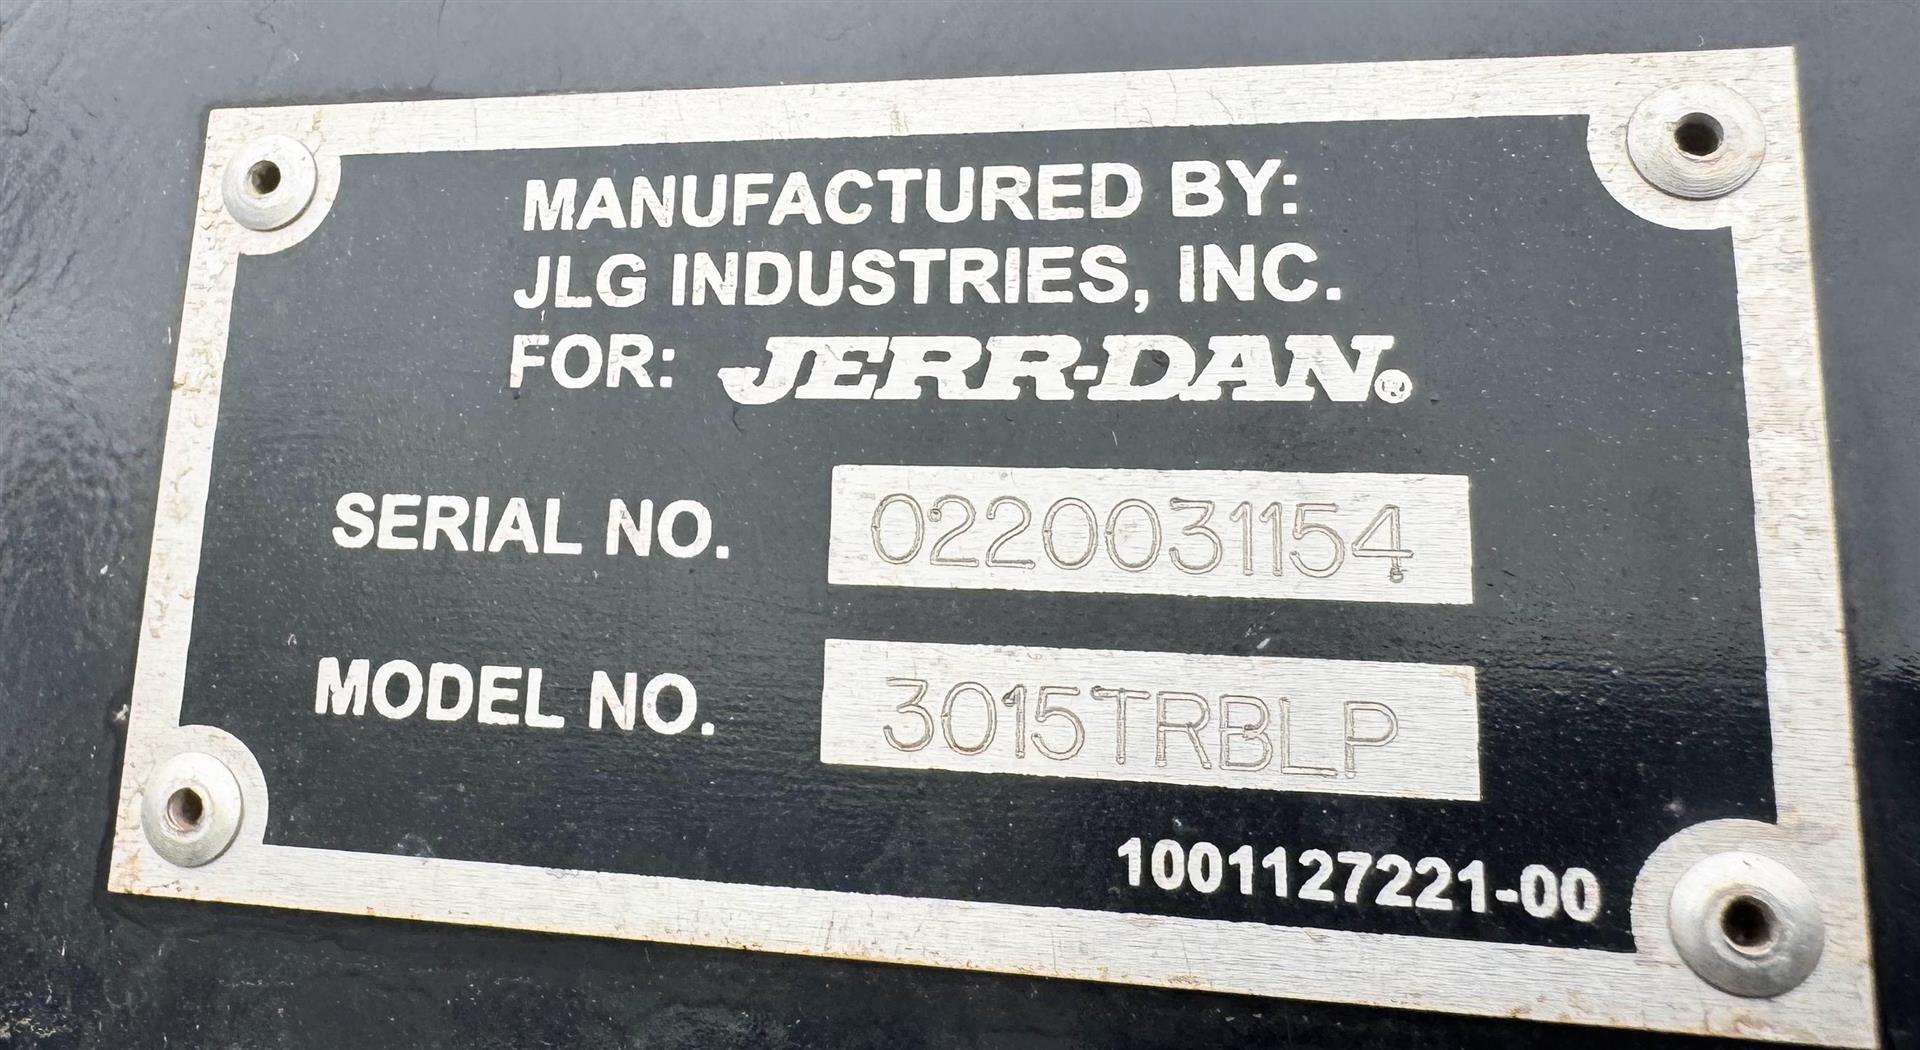 MANUFACTURED BY:
JLG INDUSTRIES, INC.
FOR: JERR-DAN®
SERIAL NO. 0220031154
MODEL NO. 3015TRBLP
1001127221-00